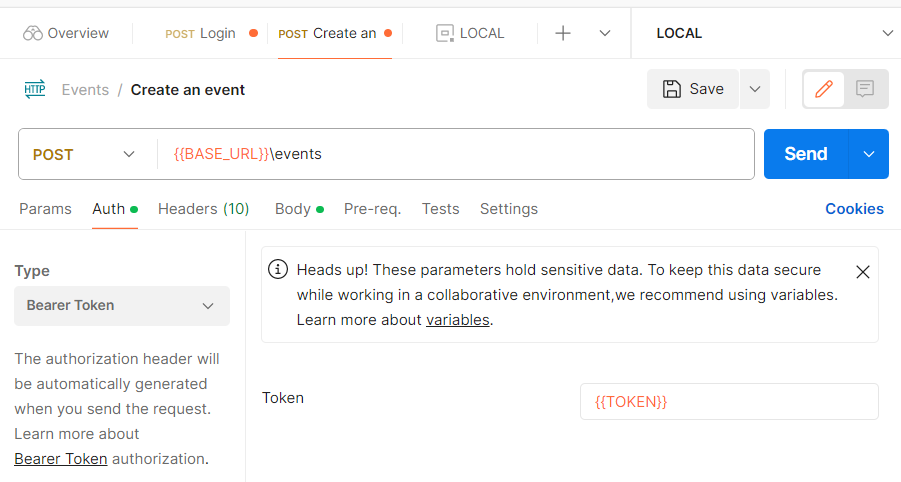 Overview POST Login POST Create an LOCAL LOCAL
HTTP Events / Create an event Save
POST {{BASE_URL}}\events Send
Params Auth Headers (10) Body Pre-req. Tests Settings Cookies
Type
Bearer Token
The authorization header will
be automatically generated
when you send the request.
Learn more about
Bearer Token authorization.
Heads up! These parameters hold sensitive data. To keep this data secure
while working in a collaborative environment,we recommend using variables.
Learn more about variables.
Token {{TOKEN}}